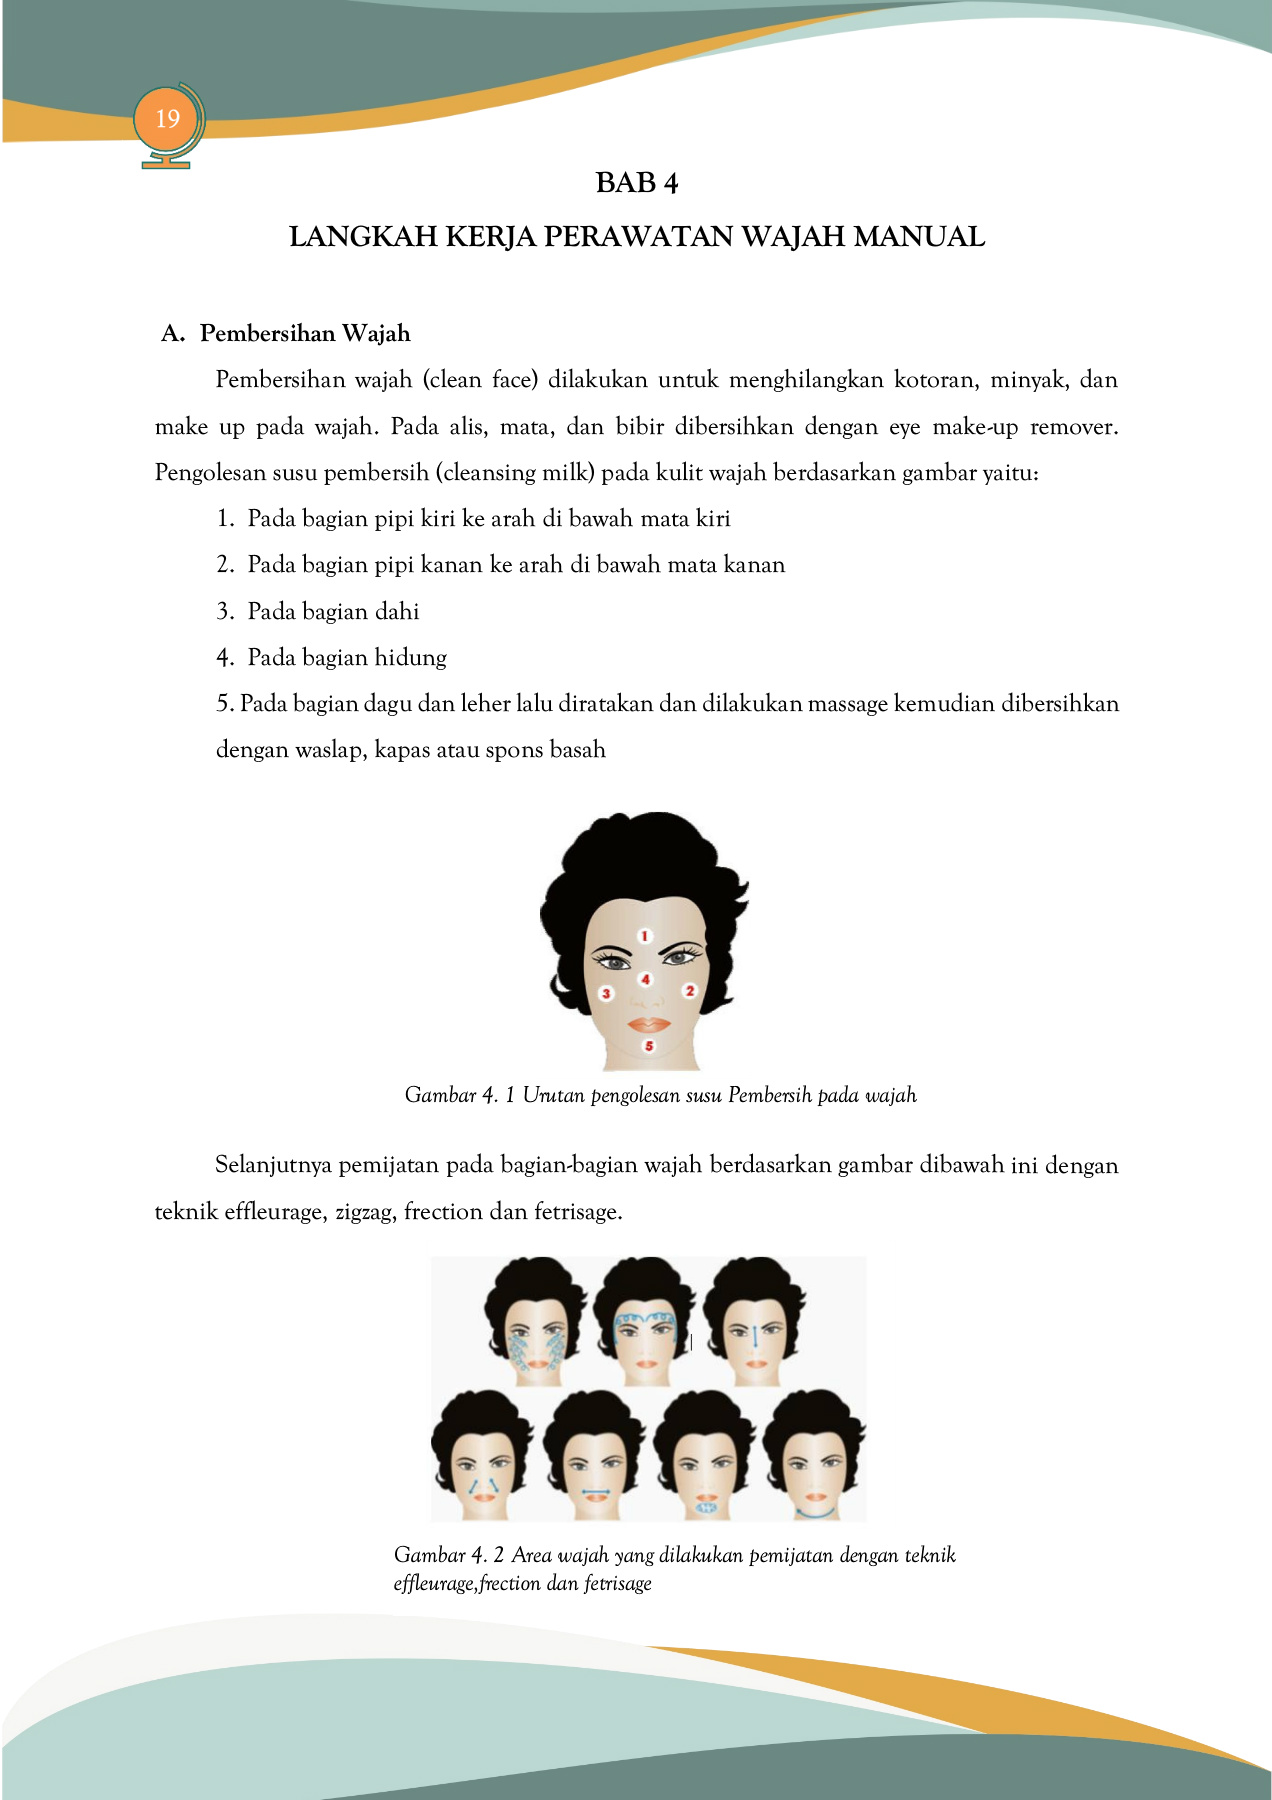 19
BAB 4
LANGKAH KERJA PERAWATAN WAJAH MANUAL
A. Pembersihan Wajah
Pembersihan wajah (clean face) dilakukan untuk menghilangkan kotoran, minyak, dan
make up pada wajah. Pada alis, mata, dan bibir dibersihkan dengan eye make-up remover.
Pengolesan susu pembersih (cleansing milk) pada kulit wajah berdasarkan gambar yaitu:
1. Pada bagian pipi kiri ke arah di bawah mata kiri
2. Pada bagian pipi kanan ke arah di bawah mata kanan
3. Pada bagian dahi
4. Pada bagian hidung
5. Pada bagian dagu dan leher lalu diratakan dan dilakukan massage kemudian dibersihkan
dengan waslap, kapas atau spons basah
1
4
3 2
5
Gambar 4. 1 Urutan pengolesan susu Pembersih pada wajah
Selanjutnya pemijatan pada bagian-bagian wajah berdasarkan gambar dibawah ini dengan
teknik effleurage, zigzag, frection dan fetrisage.
Gambar 4. 2 Area wajah yang dilakukan pemijatan dengan teknik
effleurage,frection dan fetrisage